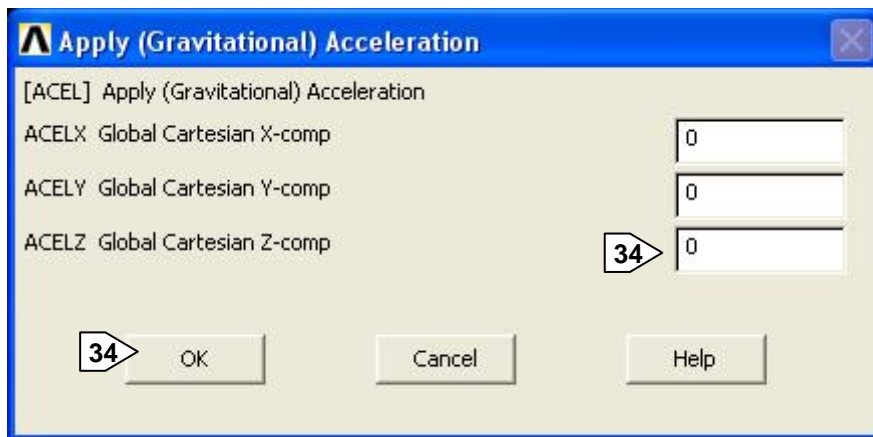 Apply (Gravitational) Acceleration
[ACEL] Apply (Gravitational) Acceleration
ACELX Global Cartesian X-comp 0
ACELY Global Cartesian Y-comp 0
ACELZ Global Cartesian Z-comp 34 0
34 OK Cancel Help